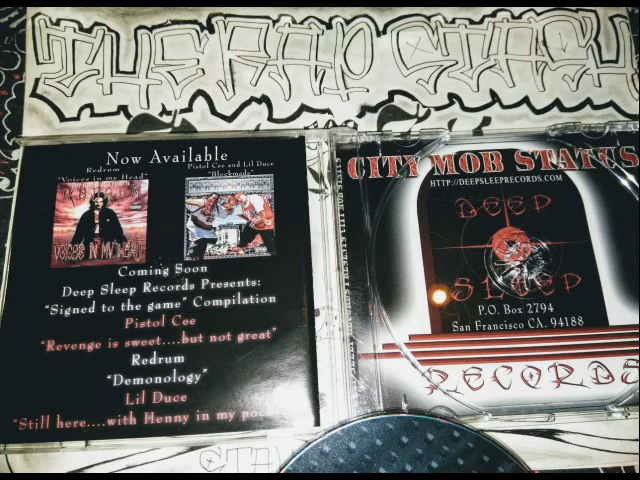 THE RAP STASH
Now Available
Redrum
"Voices in my Head"
Pistol Cee and Lil Duce
"Blockmade"
VOICES IN MY HEAD
Coming Soon
Deep Sleep Records Presents:
"Signed to the game" Compilation
Pistol Cee
"Revenge is sweet....but not great"
Redrum
"Demonology"
Lil Duce
"Still here....with Henny in my
CITY MOB STATUS
HTTP://DEEPSLEEPRECORDS.COM
DEEP
SLEEP
P.O. Box 2794
San Francisco CA. 94188
RECORDS